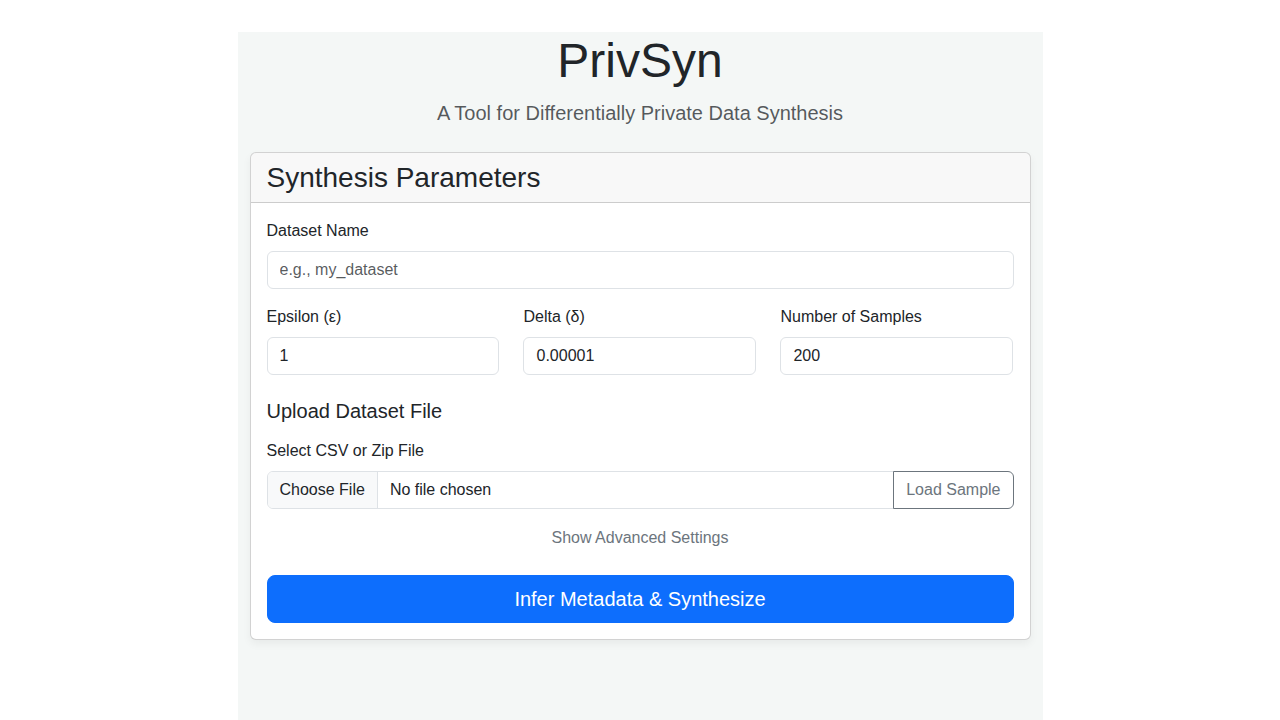 PrivSyn
A Tool for Differentially Private Data Synthesis
Synthesis Parameters
Dataset Name
e.g., my_dataset
Epsilon (ε) Delta (δ) Number of Samples
1 0.00001 200
Upload Dataset File
Select CSV or Zip File
Choose File No file chosen Load Sample
Show Advanced Settings
Infer Metadata & Synthesize